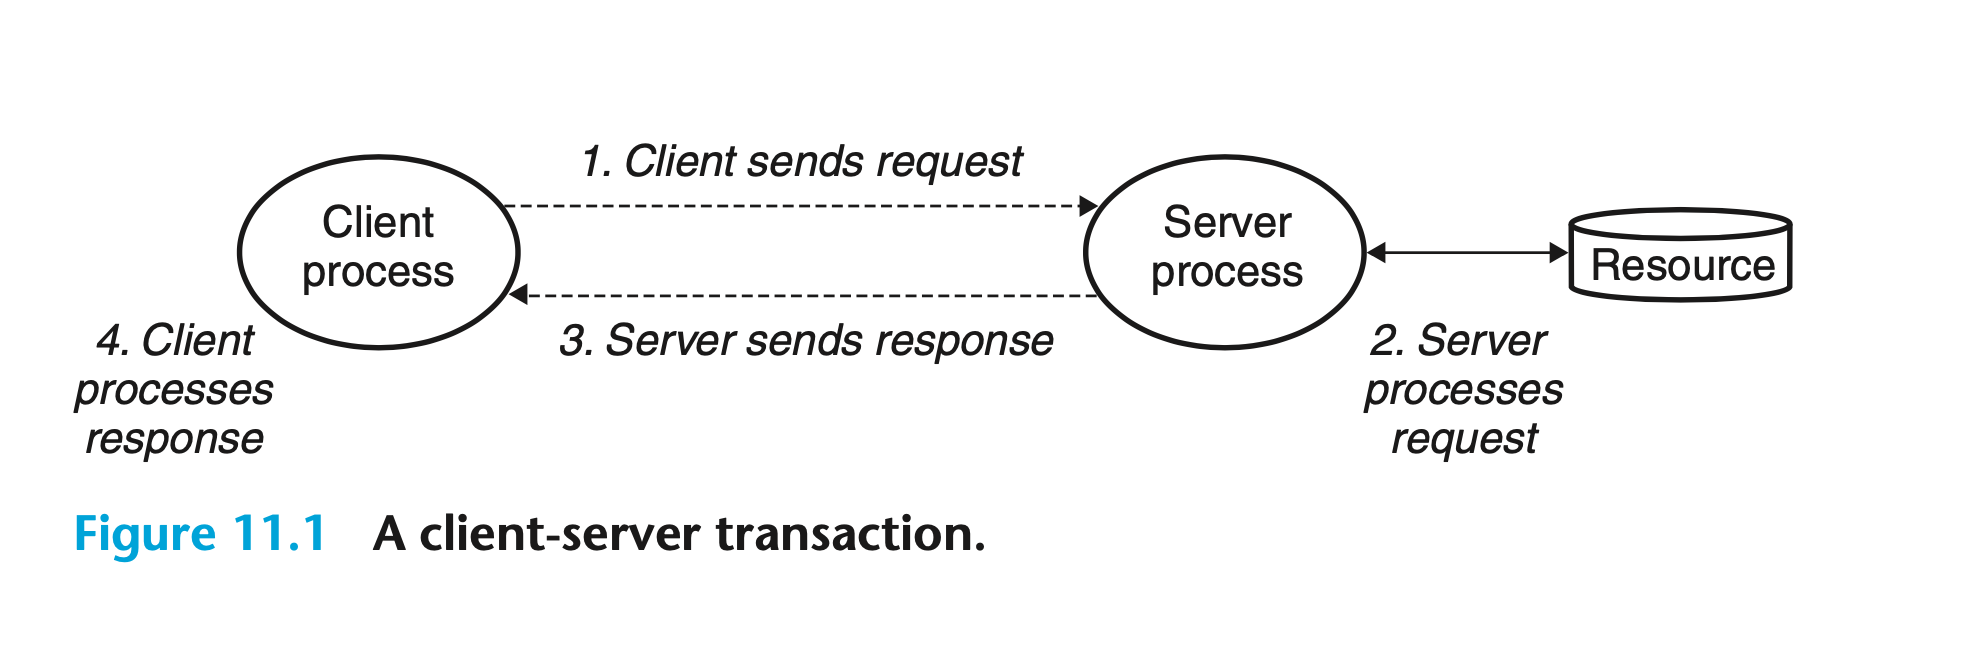 1. Client sends request
Client
process
Server
process
Resource
3. Server sends response
4. Client
processes
response
2. Server
processes
request
Figure 11.1 A client-server transaction.